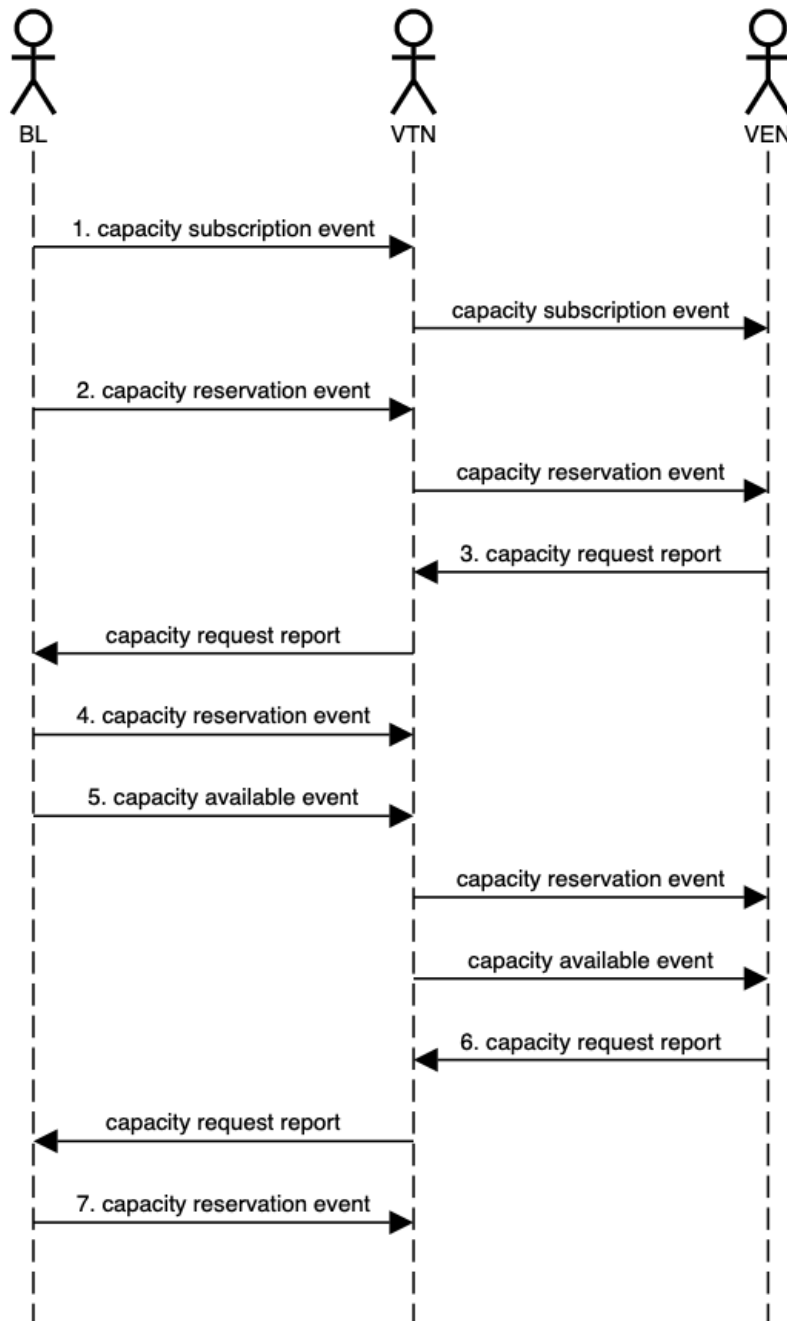 BL
VTN
VEN
1. capacity subscription event
capacity subscription event
2. capacity reservation event
capacity reservation event
3. capacity request report
capacity request report
4. capacity reservation event
5. capacity available event
capacity reservation event
capacity available event
6. capacity request report
capacity request report
7. capacity reservation event